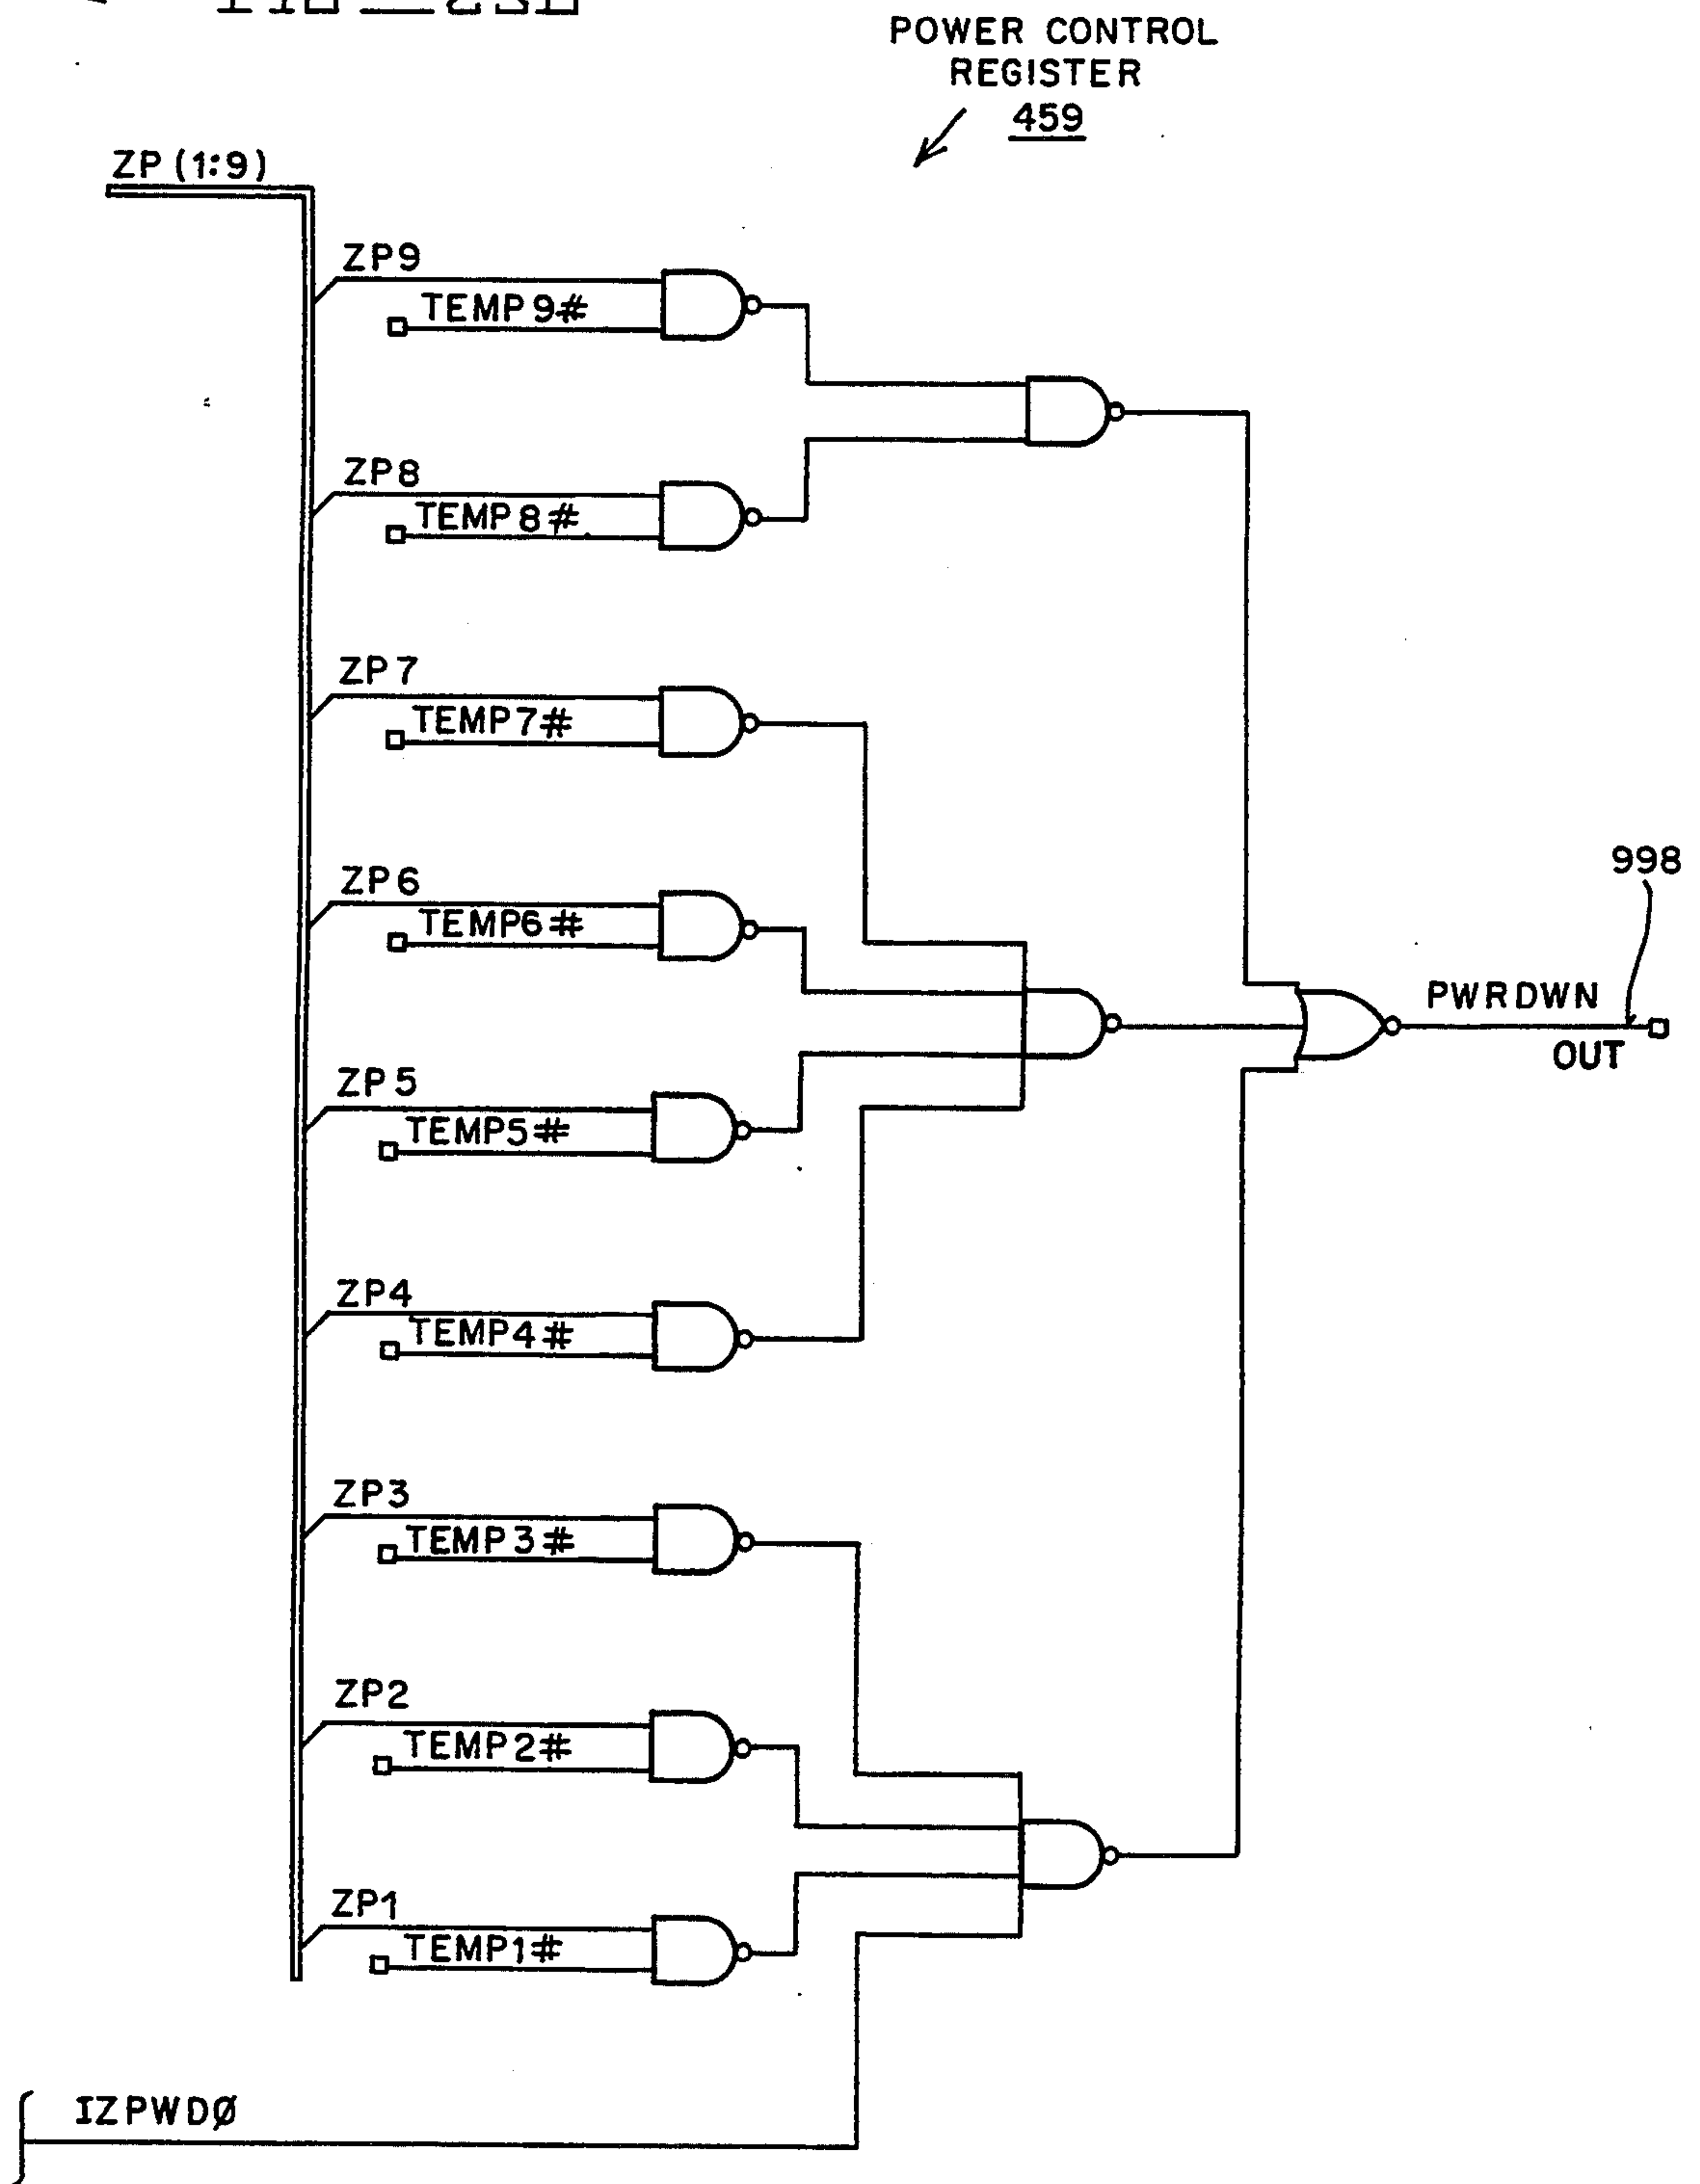 POWER CONTROL
REGISTER
459
ZP (1:9)
ZP9
TEMP9#
ZP8
TEMP8#
ZP7
TEMP7#
ZP6
TEMP6#
998
PWRDWN
OUT
ZP5
TEMP5#
ZP4
TEMP4#
ZP3
TEMP3#
ZP2
TEMP2#
ZP1
TEMP1#
IZPWDØ